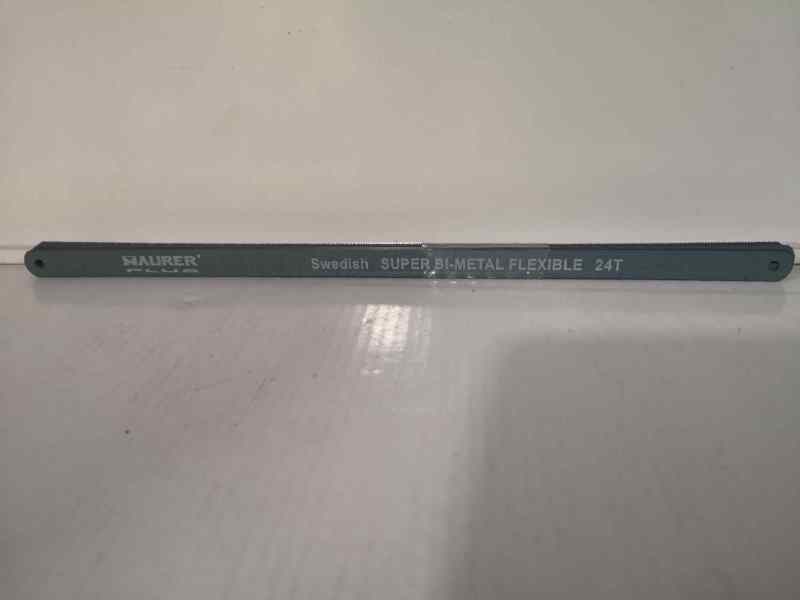 MAURER
PLUS
Swedish SUPER BI-METAL FLEXIBLE 24T